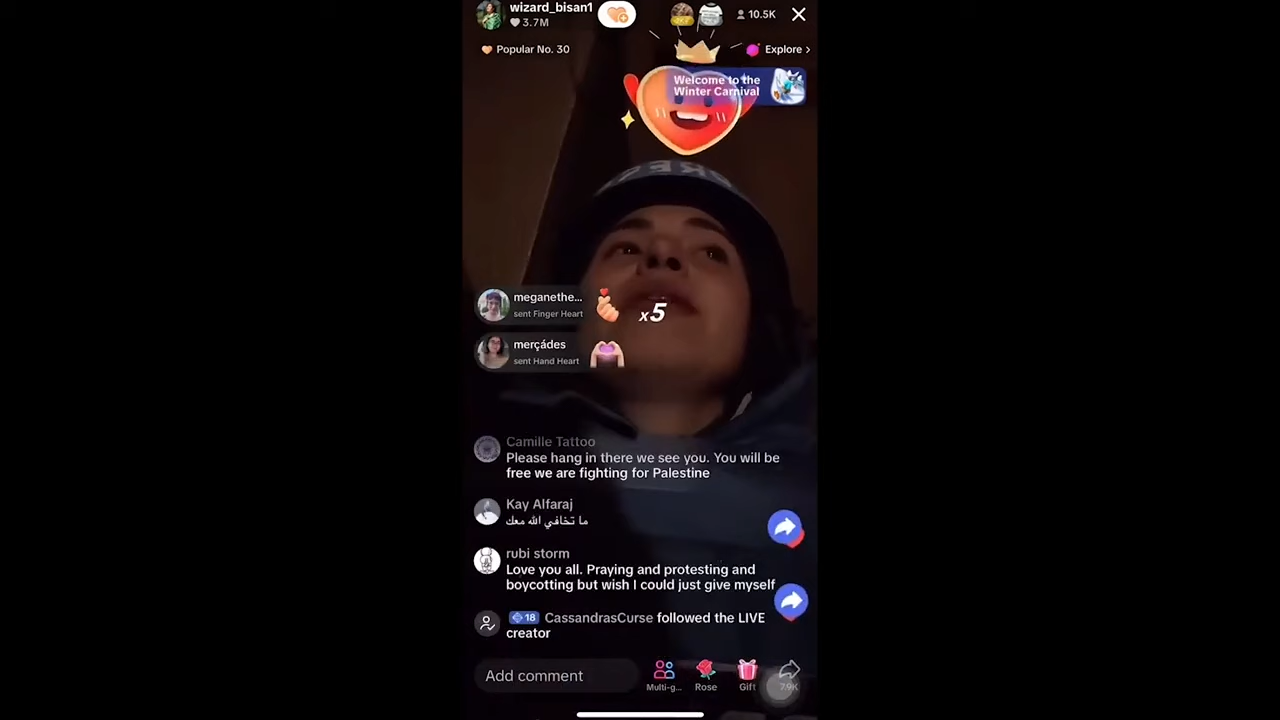 wizard_bisan1
3.7M
10.5K
Popular No. 30
Explore ›
Welcome to the
Winter Carnival
PRESS
meganethe...
sent Finger Heart
x5
merçádes
sent Hand Heart
Camille Tattoo
Please hang in there we see you. You will be
free we are fighting for Palestine
Kay Alfaraj
ما تخافي الله معك
rubi storm
Love you all. Praying and protesting and
boycotting but wish I could just give myself
18 CassandrasCurse followed the LIVE
creator
Add comment
Multi-g...
Rose
Gift
7.9K